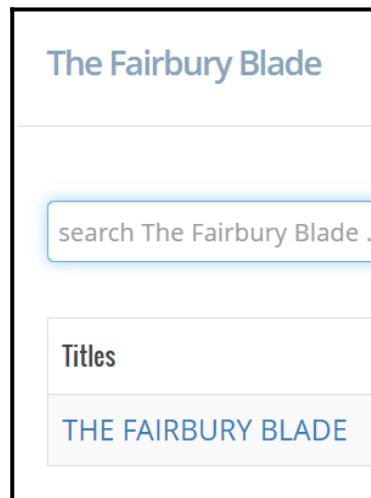 The Fairbury Blade
search The Fairbury Blade .
Titles
THE FAIRBURY BLADE